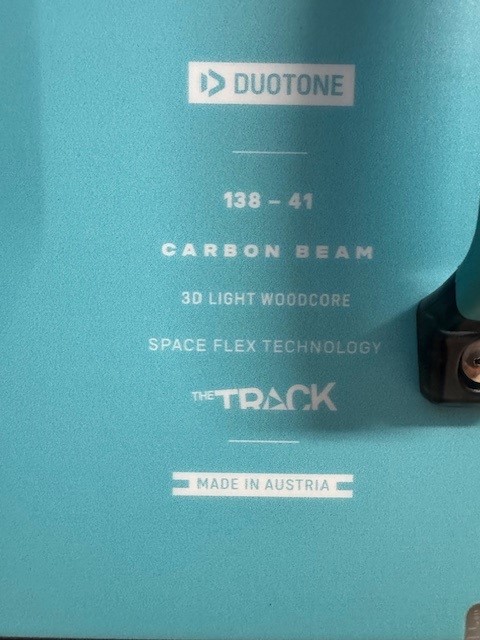 DUOTONE
138 – 41
CARBON BEAM
3D LIGHT WOODCORE
SPACE FLEX TECHNOLOGY
THE TRACK
MADE IN AUSTRIA